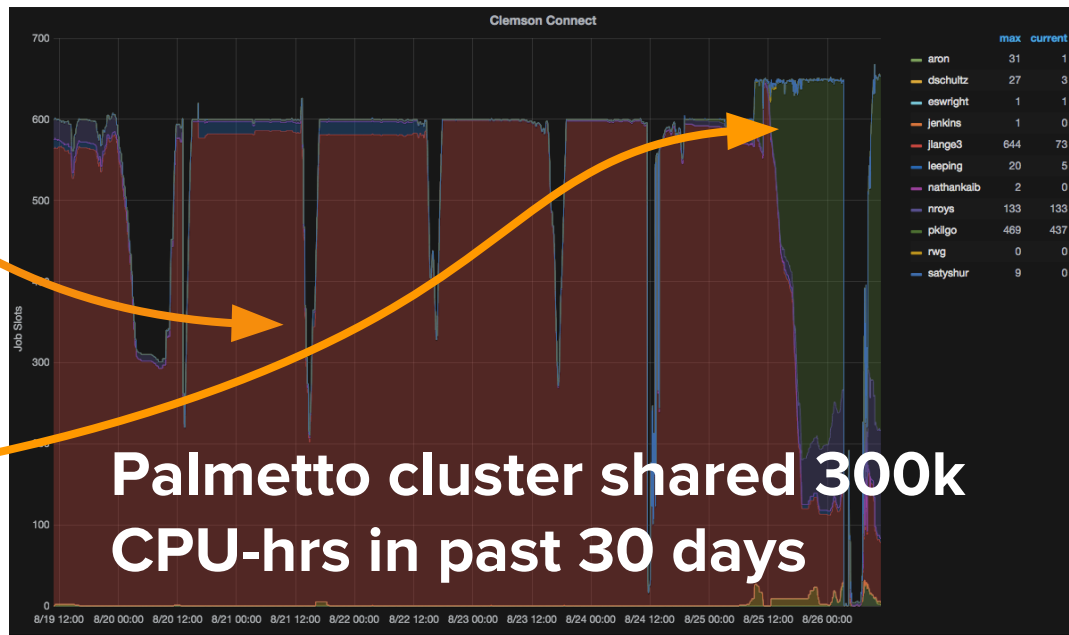 Clemson Connect
700
600
500
300
100
0
Job Slots
8/19 12:00 8/20 00:00 8/20 12:00 8/21 00:00 8/21 12:00 8/22 00:00 8/22 12:00 8/23 00:00 8/23 12:00 8/24 00:00 8/24 12:00 8/25 00:00 8/25 12:00 8/26 00:00
max current
aron 31 1
dschultz 27 3
eswright 1 1
jenkins 1 0
jlange3 644 73
leeping 20 5
nathankaib 2 0
nroys 133 133
pkilgo 469 437
rwg 0 0
satyshur 9 0
Palmetto cluster shared 300k
CPU-hrs in past 30 days